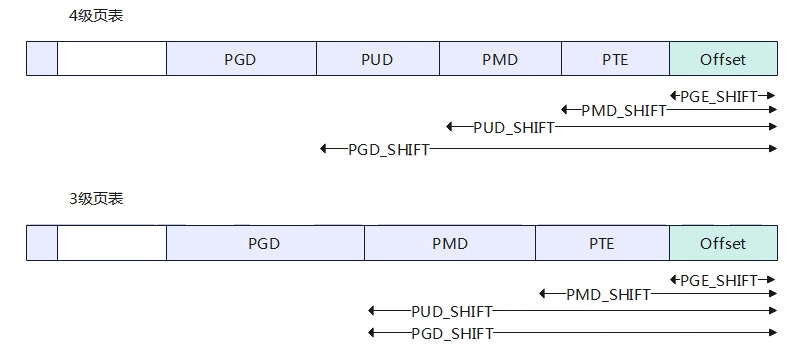 4级页表
PGD PUD PMD PTE Offset
PGE_SHIFT
PMD_SHIFT
PUD_SHIFT
PGD_SHIFT
3级页表
PGD PMD PTE Offset
PGE_SHIFT
PMD_SHIFT
PUD_SHIFT
PGD_SHIFT